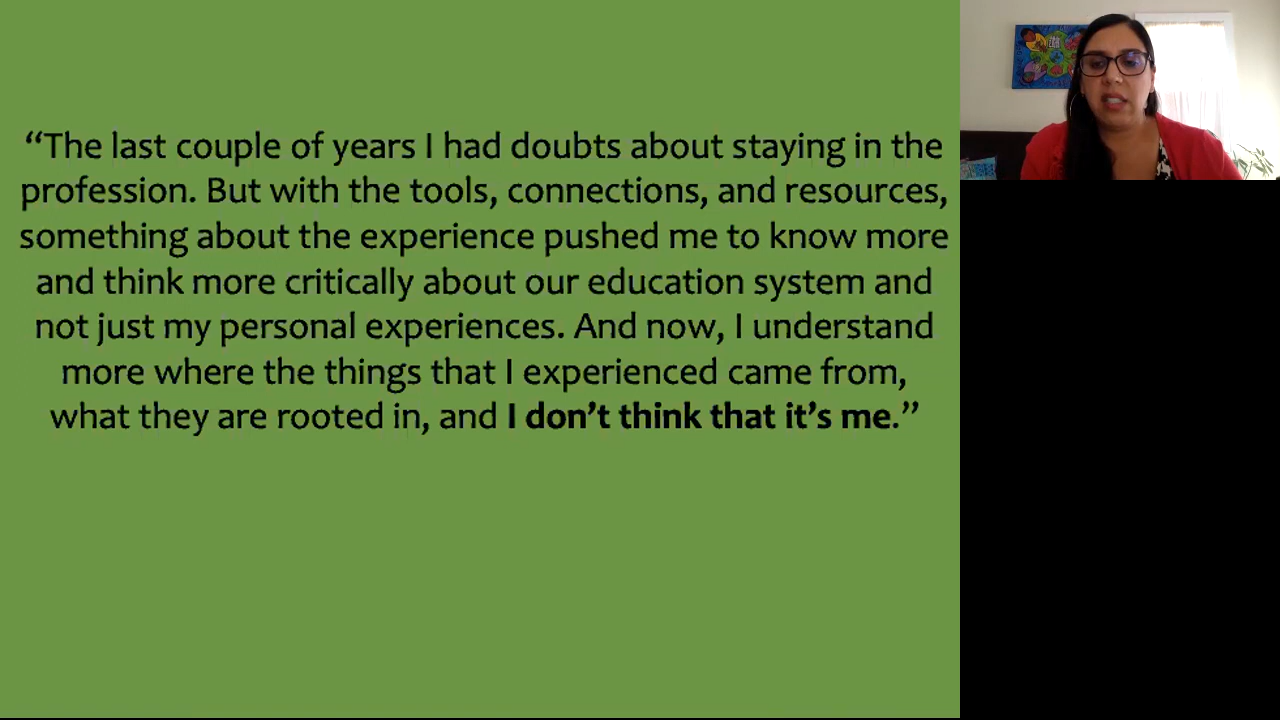 “The last couple of years I had doubts about staying in the
profession. But with the tools, connections, and resources,
something about the experience pushed me to know more
and think more critically about our education system and
not just my personal experiences. And now, I understand
more where the things that I experienced came from,
what they are rooted in, and I don’t think that it’s me.”